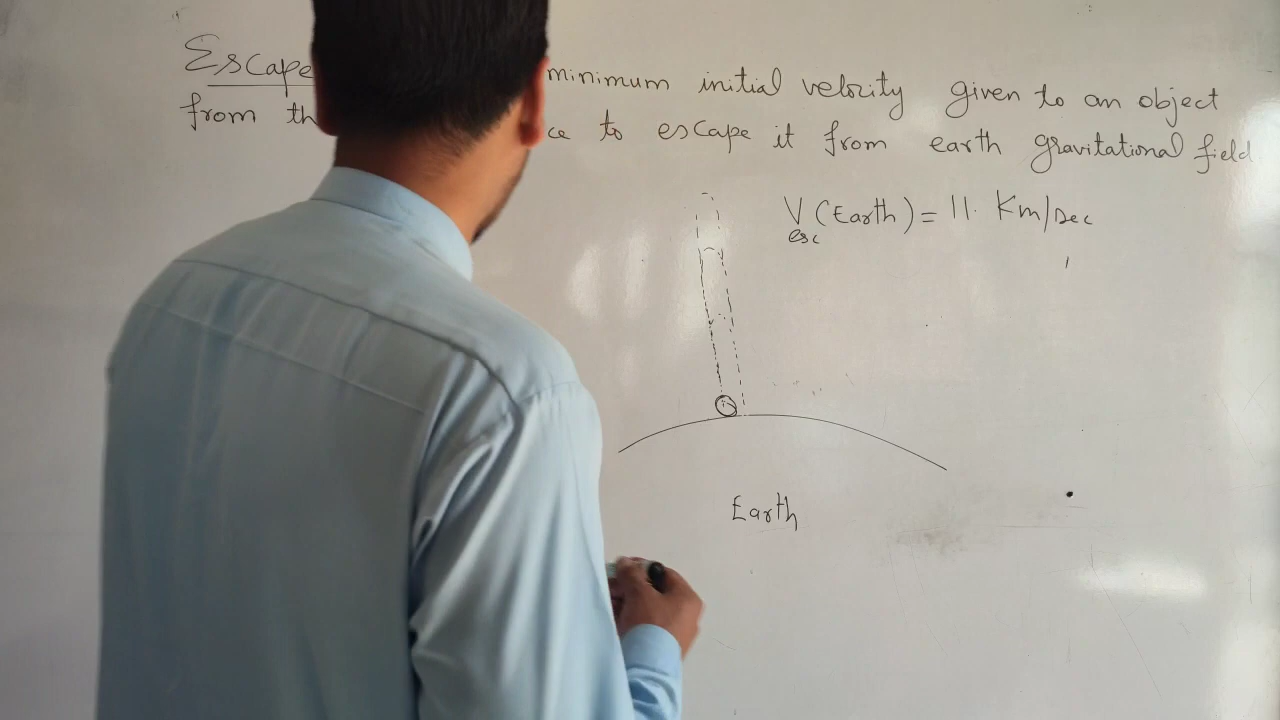 Escape minimum initial velocity given to an object
from th ce to escape it from earth gravitational field
V esc (Earth) = 11. Km/sec
Earth